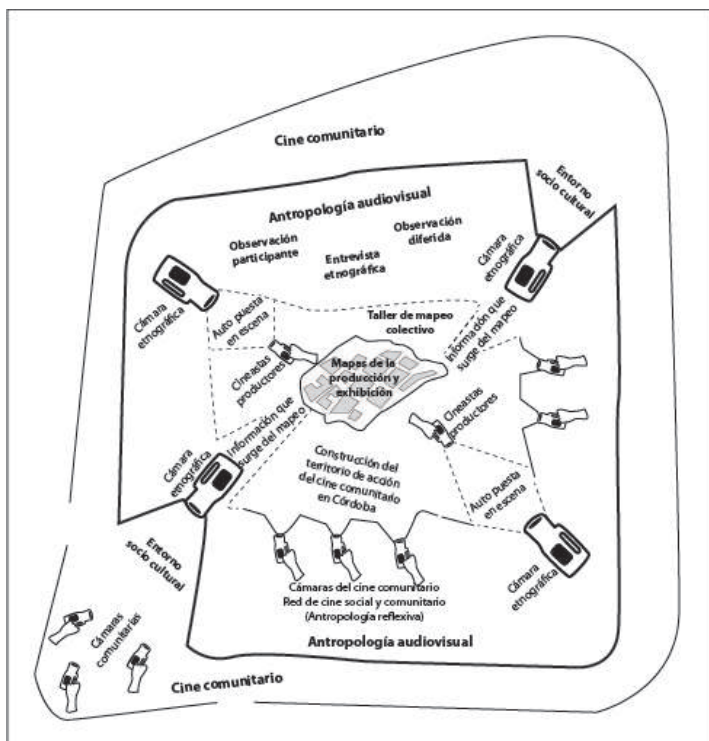 Cine comunitario
Entorno
socio cultural
Antropología audiovisual
Observación
participante
Entrevista
etnográfica
Observación
diferida
Cámara
etnográfica
Cámara
etnográfica
Auto puesta
en escena
Taller de mapeo
colectivo
Información que
surge del mapeo
Cineastas
productores
Mapas de la
producción y
exhibición
Cineastas
productores
Cámara
etnográfica
Información que
surge del mapeo
Construcción del
territorio de acción
del cine comunitario
en Córdoba
Auto puesta
en escena
Entorno
socio cultural
Cámara
etnográfica
Cámaras del cine comunitario
Red de cine social y comunitario
(Antropología reflexiva)
Antropología audiovisual
Cámaras
comunitarias
Cine comunitario